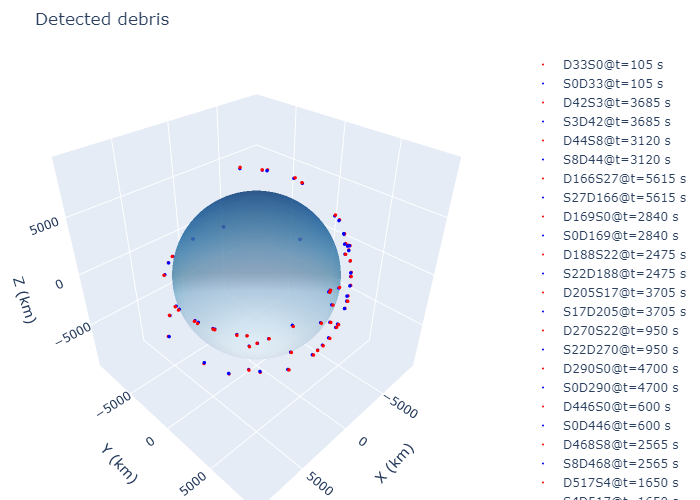 Detected debris
D33S0@t=105 s
S0D33@t=105 s
D42S3@t=3685 s
S3D42@t=3685 s
D44S8@t=3120 s
S8D44@t=3120 s
D166S27@t=5615 s
S27D166@t=5615 s
D169S0@t=2840 s
S0D169@t=2840 s
D188S22@t=2475 s
S22D188@t=2475 s
D205S17@t=3705 s
S17D205@t=3705 s
D270S22@t=950 s
S22D270@t=950 s
D290S0@t=4700 s
S0D290@t=4700 s
D446S0@t=600 s
S0D446@t=600 s
D468S8@t=2565 s
S8D468@t=2565 s
D517S4@t=1650 s
S4D517@t=1650 s
5000
0
−5000
Z (km)
−5000
0
5000
Y (km)
−5000
0
5000
X (km)